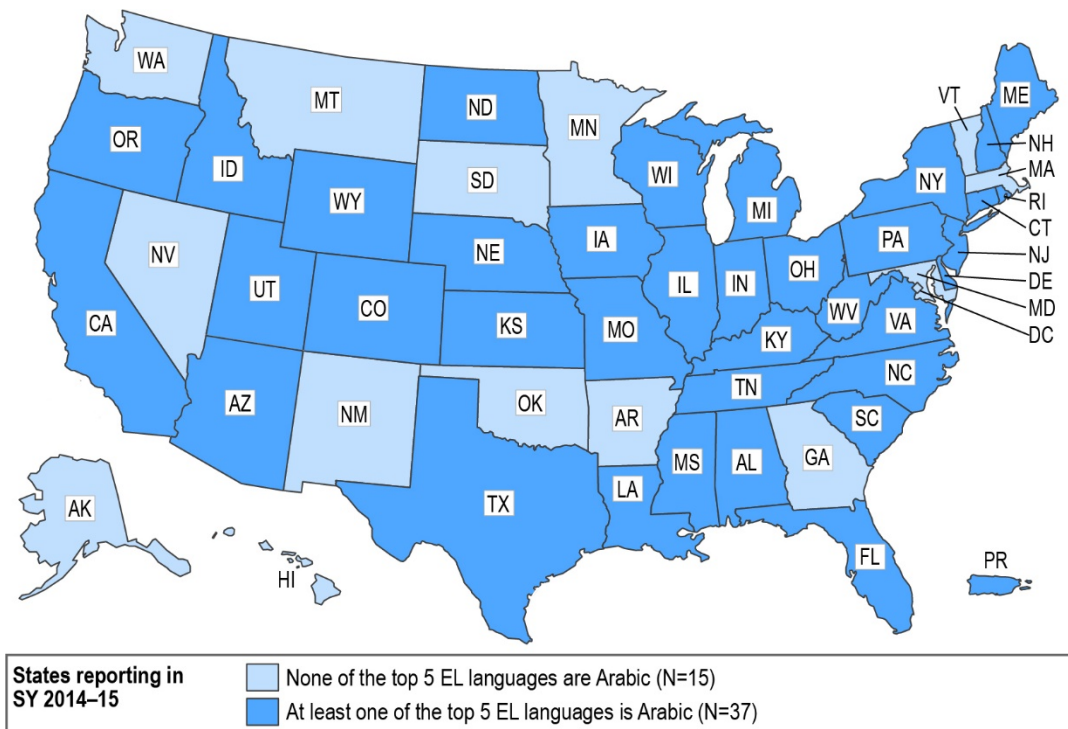 WA
MT
ND
MN
VT
ME
OR
ID
SD
WI
NY
NH
MA
WY
MI
RI
CT
NV
NE
IA
PA
NJ
UT
IL
IN
OH
DE
CA
CO
KS
MO
WV
VA
MD
KY
DC
AZ
NM
OK
TN
NC
AR
SC
MS
AL
GA
AK
TX
LA
HI
FL
PR
States reporting in
SY 2014–15
None of the top 5 EL languages are Arabic (N=15)
At least one of the top 5 EL languages is Arabic (N=37)